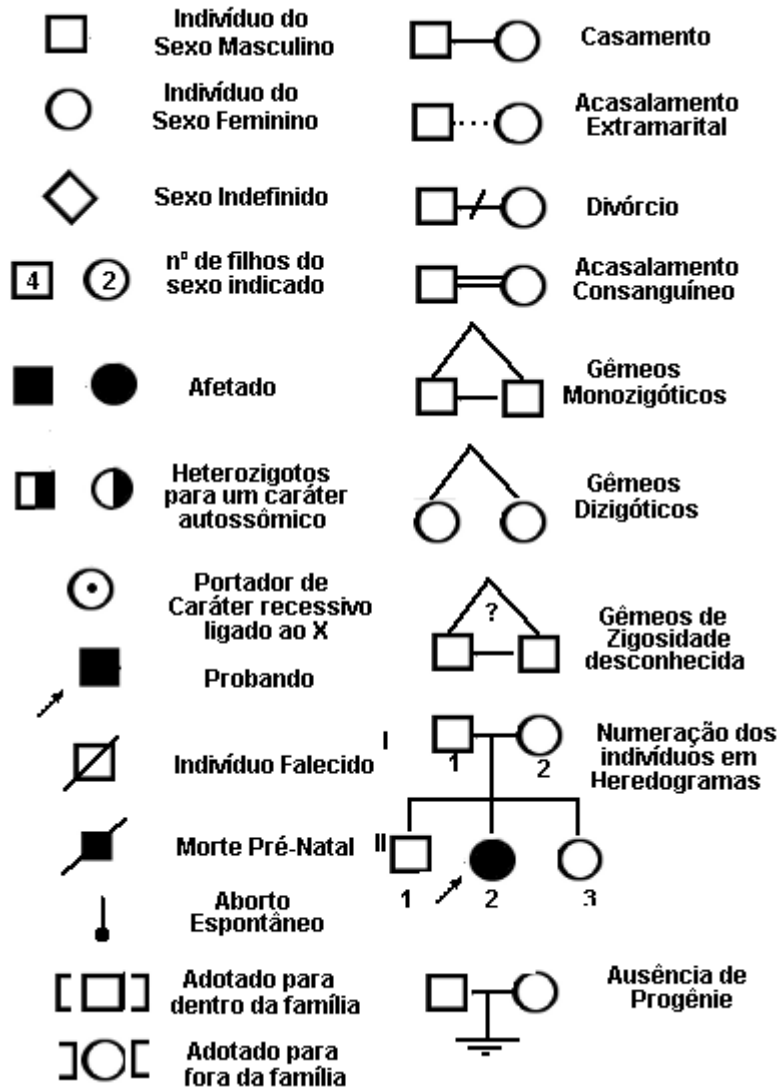 Indivíduo do
Sexo Masculino
Indivíduo do
Sexo Feminino
Sexo Indefinido
4
2
nº de filhos do
sexo indicado
Afetado
Heterozigotos
para um caráter
autossômico
Portador de
Caráter recessivo
ligado ao X
Probando
Indivíduo Falecido
Morte Pré-Natal
Aborto
Espontâneo
Adotado para
dentro da família
Adotado para
fora da família
Casamento
Acasalamento
Extramarital
Divórcio
Acasalamento
Consanguíneo
Gêmeos
Monozigóticos
Gêmeos
Dizigóticos
?
Gêmeos de
Zigosidade
desconhecida
I
1
2
Numeração dos
indivíduos em
Heredogramas
II
1
2
3
Ausência de
Progênie